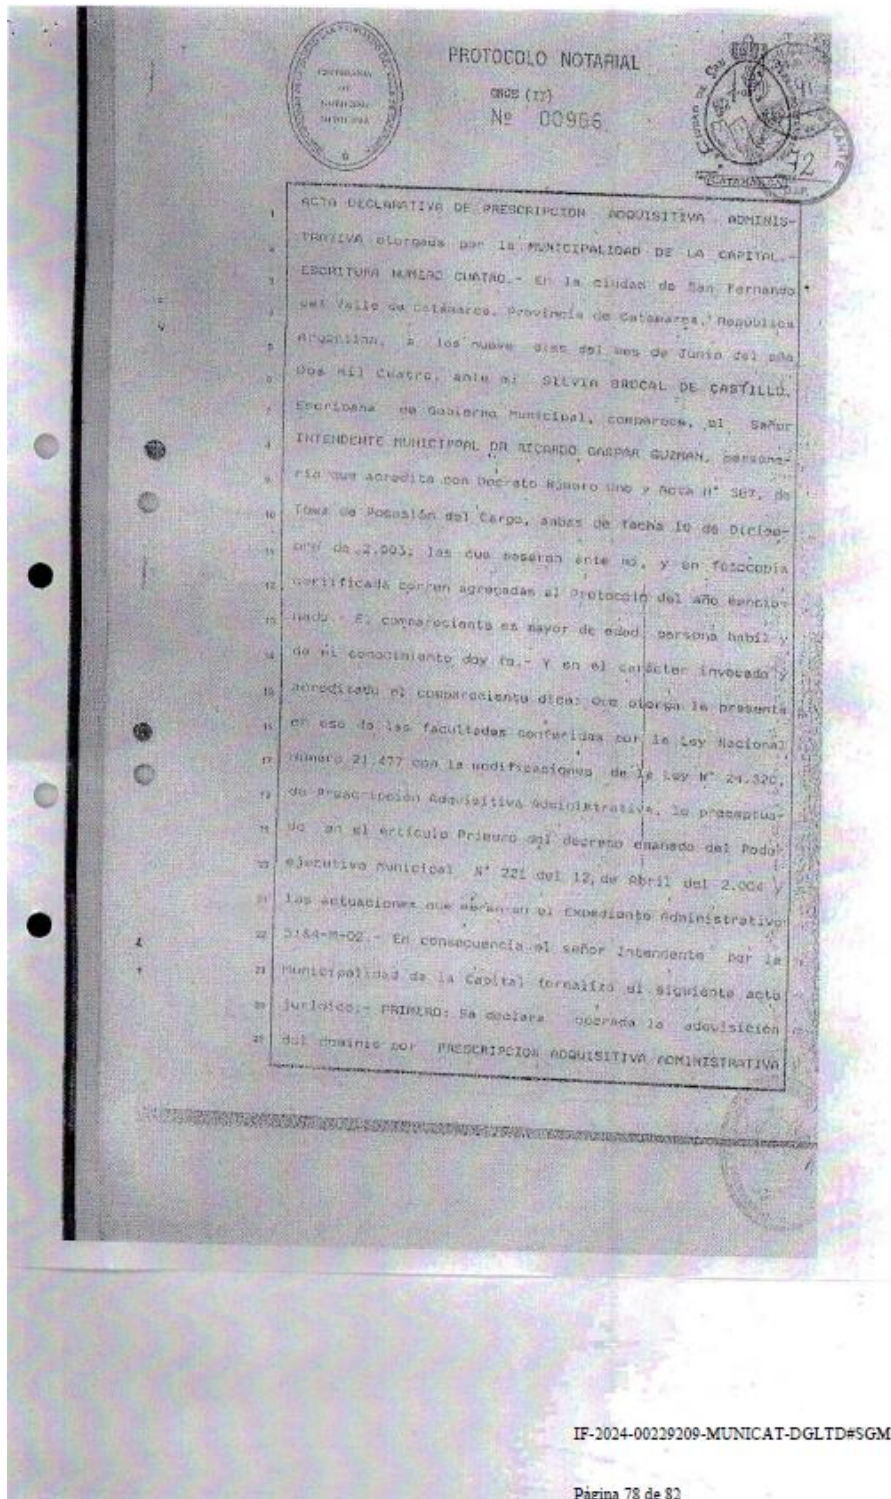 PROTOCOLO NOTARIAL
ONCE (11)
Nº 00966
72
ACTA DECLARATIVA DE PRESCRIPCION ADQUISITIVA ADMINIS-
TRATIVA otorgada por la MUNICIPALIDAD DE LA CAPITAL.-
ESCRITURA NUMERO CUATRO.- En la ciudad de San Fernando
del Valle de Catamarca, Provincia de Catamarca, República
Argentina, a los nueve días del mes de Junio del año
Dos mil Cuatro, ante mi SILVIA BROCAL DE CASTILLO,
Escribana de Gobierno Municipal, comparece, el Señor
INTENDENTE MUNICIPAL DR RICARDO GASPAR GUZMAN, persone-
ría que acredita con Decreto Número Uno y Acta N° 587, de
Toma de Posesión del Cargo, ambas de fecha 10 de Diciem-
bre de 2.003, las que pasaron ante mi, y en fotocopia
certificada corren agregadas al Protocolo del año mencio-
nado.- El compareciente es mayor de edad, persona habil y
de mi conocimiento doy fe.- Y en el carácter invocado y
acreditado el compareciente dice: Que otorga la presente
en uso de las facultades conferidas por la Ley Nacional
Número 21.477 con la modificaciones de la Ley N° 24.320,
de Prescripción Adquisitiva Administrativa, lo preceptua-
do en el Artículo Primero del decreto emanado del Poder
ejecutivo Municipal N° 221 del 12 de Abril del 2.004 y
las actuaciones que obran en el Expediente Administrativo
5184-M-02.- En consecuencia el señor Intendente por la
Municipalidad de la Capital formaliza el siguiente acto
jurídico.- PRIMERO: Se declara operada la adquisición
del dominio por PRESCRIPCION ADQUISITIVA ADMINISTRATIVA
IF-2024-00229209-MUNICAT-DGLTD#SGM
Página 78 de 82